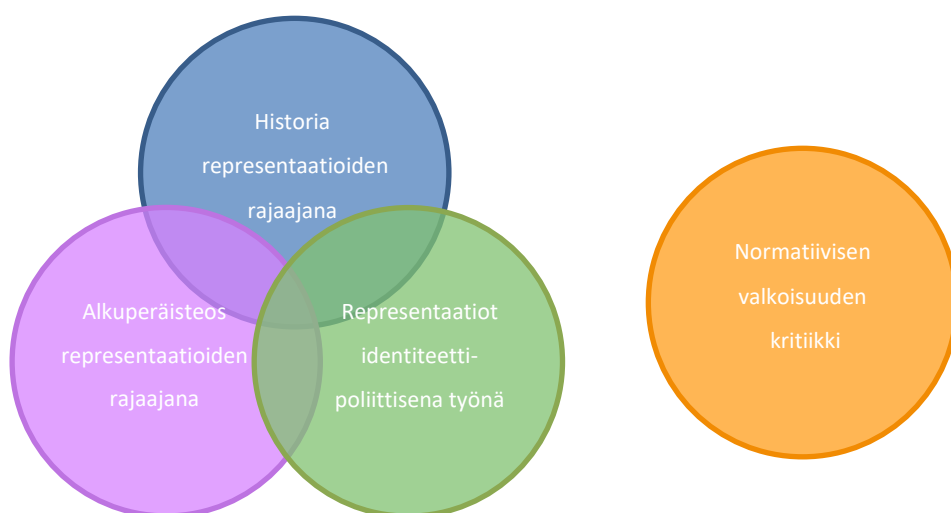 Historia
representaatioiden
rajaajana
Alkuperäisteos
representaatioiden
rajaajana
Representaatiot
identiteetti-
poliittisena työnä
Normatiivisen
valkoisuuden
kritiikki